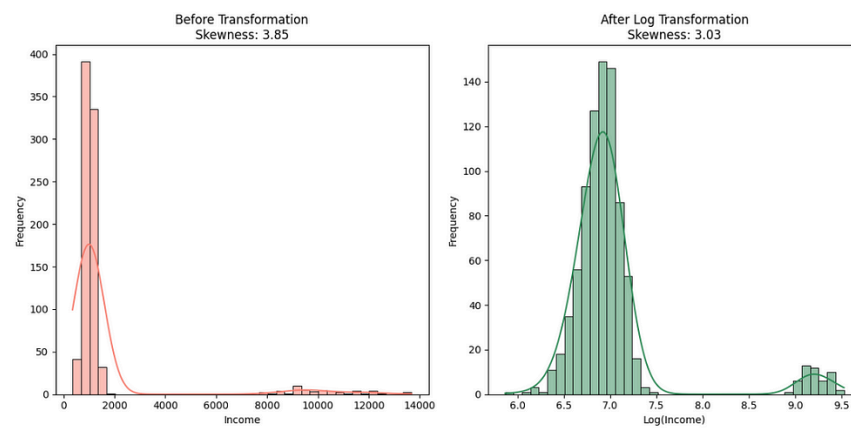 Before Transformation
Skewness: 3.85
400
350
300
250
200
150
100
50
0
Frequency
0 2000 4000 6000 8000 10000 12000 14000
Income
After Log Transformation
Skewness: 3.03
140
120
100
80
60
40
20
0
Frequency
6.0 6.5 7.0 7.5 8.0 8.5 9.0 9.5
Log(Income)